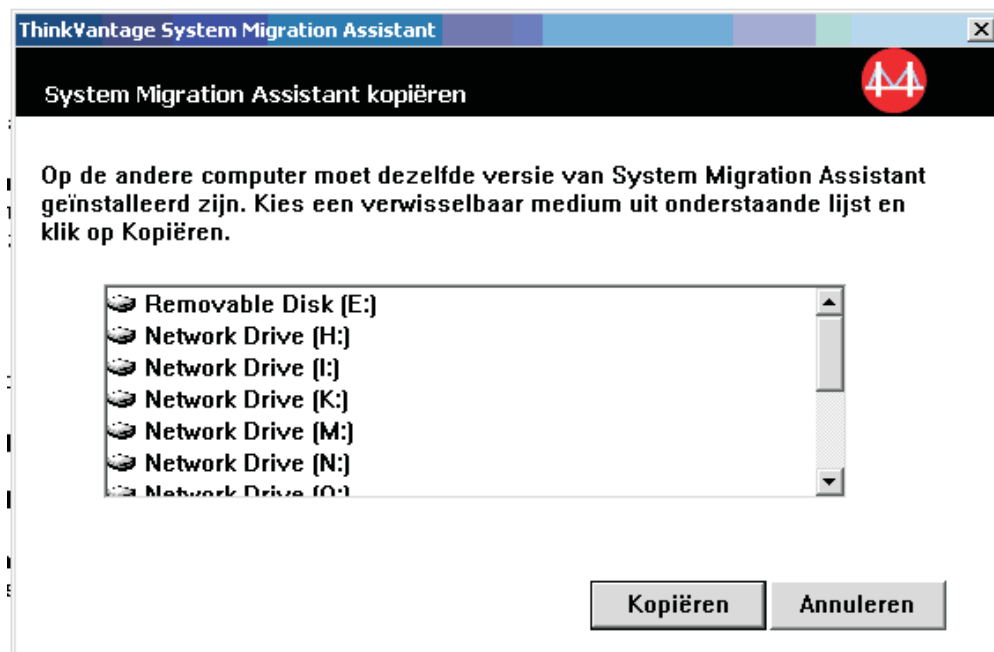 ThinkVantage System Migration Assistant
System Migration Assistant kopiëren
Op de andere computer moet dezelfde versie van System Migration Assistant
geïnstalleerd zijn. Kies een verwisselbaar medium uit onderstaande lijst en
klik op Kopiëren.
Removable Disk (E:)
Network Drive (H:)
Network Drive (I:)
Network Drive (K:)
Network Drive (M:)
Network Drive (N:)
Network Drive
Kopiëren
Annuleren